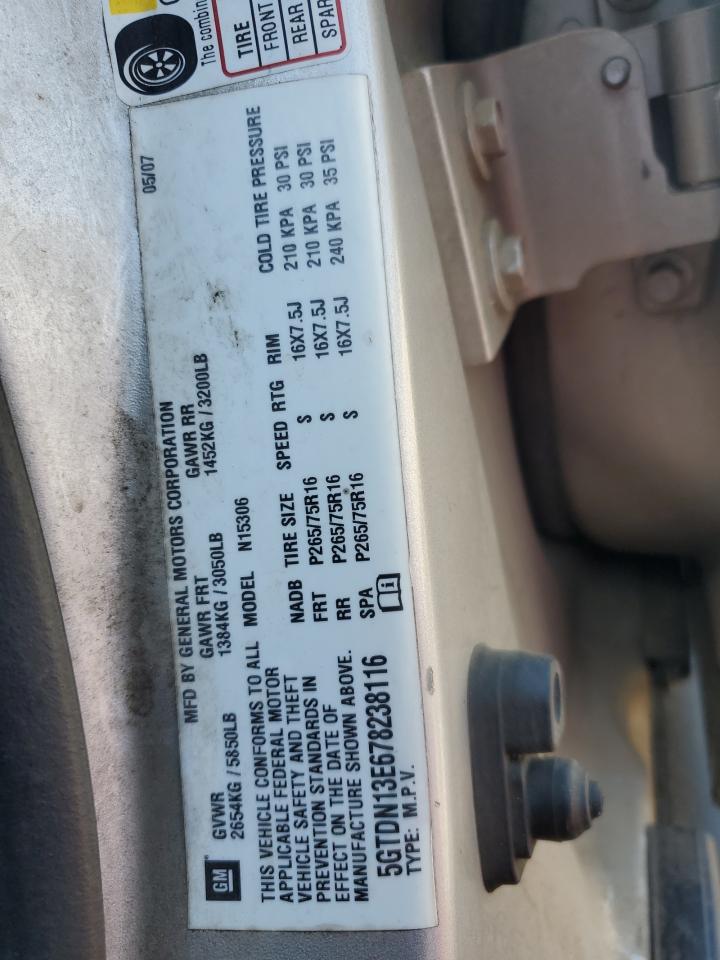 The combin
TIRE
FRONT
REAR
SPAR
05/07
MFD BY GENERAL MOTORS CORPORATION
GVWR GAWR FRT GAWR RR
2654KG / 5850LB 1384KG / 3050LB 1452KG / 3200LB
GM
THIS VEHICLE CONFORMS TO ALL
APPLICABLE FEDERAL MOTOR
VEHICLE SAFETY AND THEFT
PREVENTION STANDARDS IN
EFFECT ON THE DATE OF
MANUFACTURE SHOWN ABOVE.
MODEL N15306
NADB TIRE SIZE SPEED RTG RIM COLD TIRE PRESSURE
FRT P265/75R16 S 16X7.5J 210 KPA 30 PSI
RR P265/75R16 S 16X7.5J 210 KPA 30 PSI
SPA P265/75R16 S 16X7.5J 240 KPA 35 PSI
5GTDN13E678238116
TYPE: M.P.V.